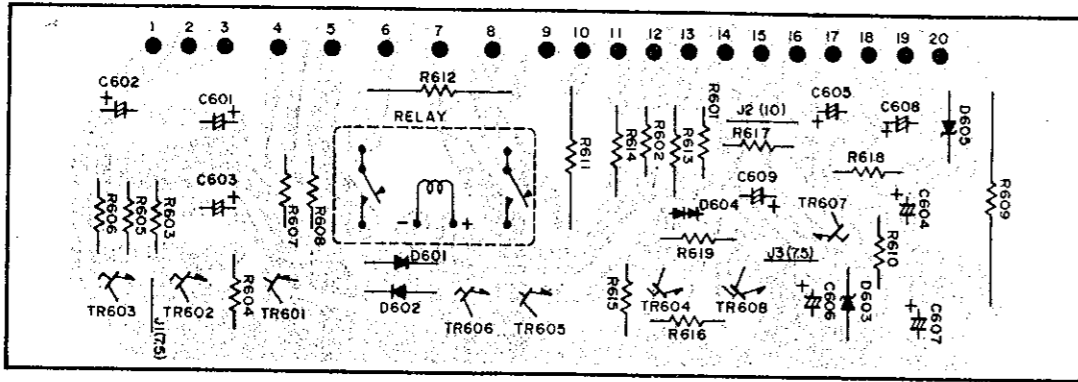 1 2 3 4 5 6 7 8 9 10 11 12 13 14 15 16 17 18 19 20
C602
C601
R612
RELAY
R601
J2 (10)
C605
C608
D605
R617
R611
R614
R602
R613
R618
C603
C609
R606
R605
R603
R607
R608
D604
TR607
C604
R609
R619
R610
D601
J3 (7.5)
TR603
J1 (7.5)
TR602
R604
TR601
D602
TR606
TR605
R615
TR604
TR608
C606
D603
C607
R616